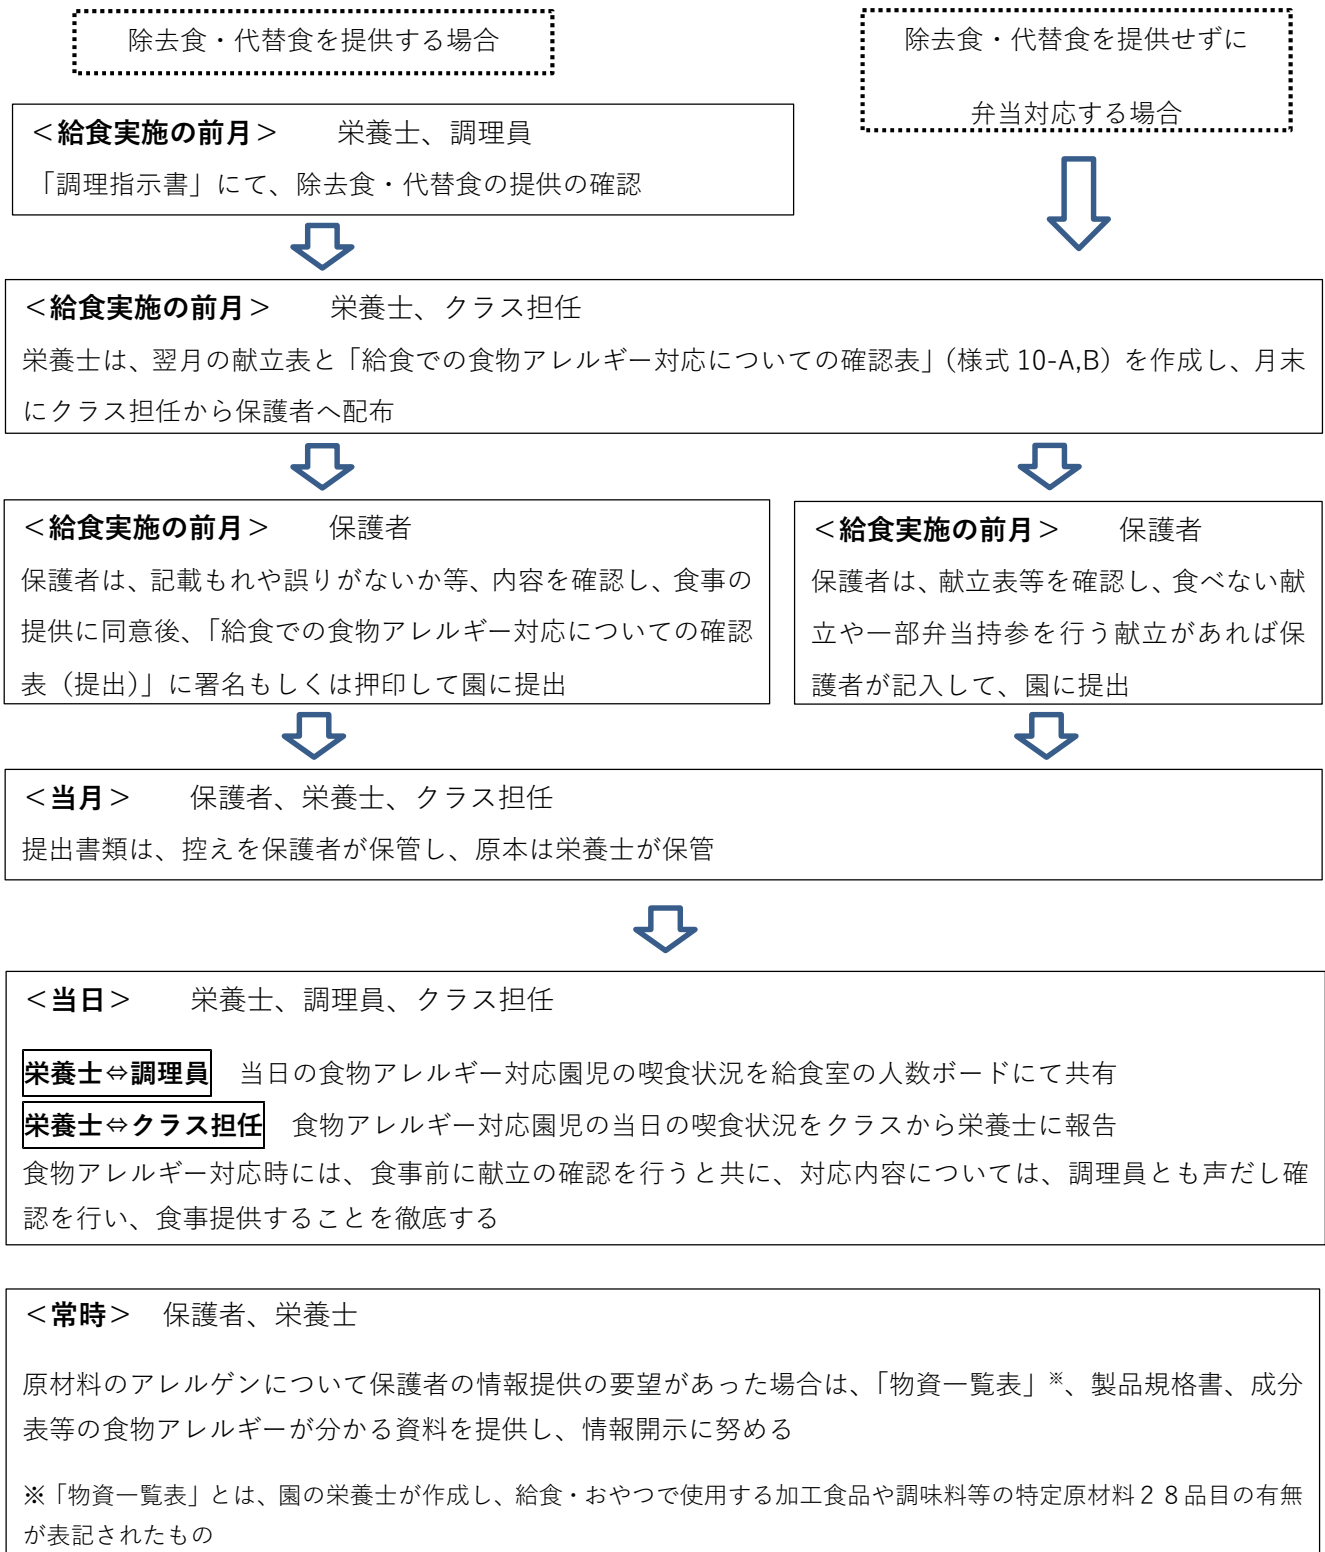 除去食・代替食を提供する場合
除去食・代替食を提供せずに
弁当対応する場合
＜給食実施の前月＞　　栄養士、調理員
「調理指示書」にて、除去食・代替食の提供の確認
＜給食実施の前月＞　　栄養士、クラス担任
栄養士は、翌月の献立表と「給食での食物アレルギー対応についての確認表」（様式 10-A,B）を作成し、月末
にクラス担任から保護者へ配布
＜給食実施の前月＞　　保護者
保護者は、記載もれや誤りがないか等、内容を確認し、食事の
提供に同意後、「給食での食物アレルギー対応についての確認
表（提出）」に署名もしくは押印して園に提出
＜給食実施の前月＞　　保護者
保護者は、献立表等を確認し、食べない献
立や一部弁当持参を行う献立があれば保
護者が記入して、園に提出
＜当月＞　　保護者、栄養士、クラス担任
提出書類は、控えを保護者が保管し、原本は栄養士が保管
＜当日＞　　栄養士、調理員、クラス担任
栄養士⇔調理員　当日の食物アレルギー対応園児の喫食状況を給食室の人数ボードにて共有
栄養士⇔クラス担任　食物アレルギー対応園児の当日の喫食状況をクラスから栄養士に報告
食物アレルギー対応時には、食事前に献立の確認を行うと共に、対応内容については、調理員とも声だし確
認を行い、食事提供することを徹底する
＜常時＞　保護者、栄養士
原材料のアレルゲンについて保護者の情報提供の要望があった場合は、「物資一覧表」※、製品規格書、成分
表等の食物アレルギーが分かる資料を提供し、情報開示に努める
※「物資一覧表」とは、園の栄養士が作成し、給食・おやつで使用する加工食品や調味料等の特定原材料２８品目の有無
が表記されたもの